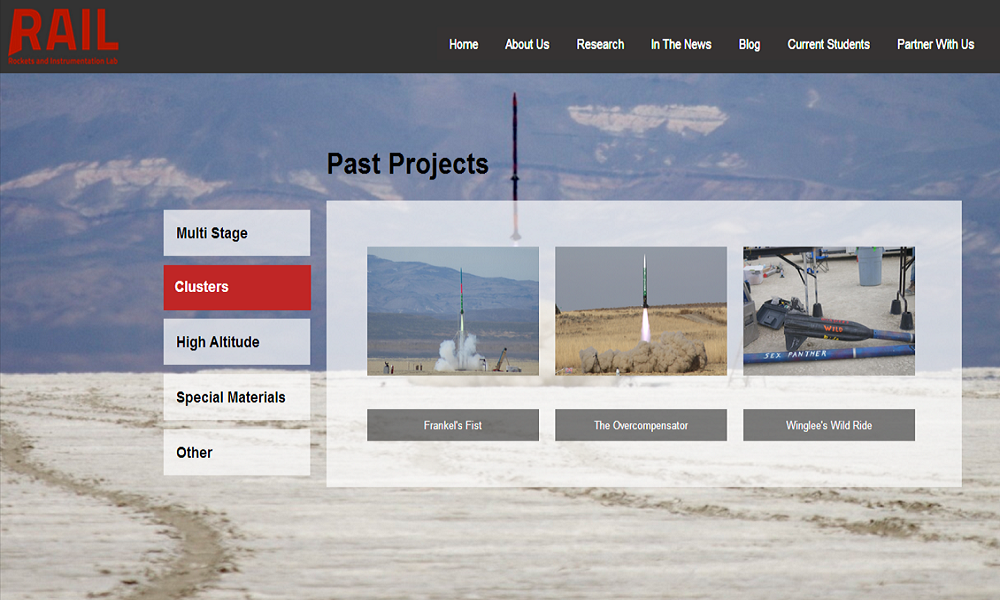 RAIL
Rockets and Instrumentation Lab
Home About Us Research In The News Blog Current Students Partner With Us
Past Projects
Multi Stage
Clusters
High Altitude
Special Materials
Other
WILD
SEX PANTHER
Frankel's Fist The Overcompensator Winglee's Wild Ride